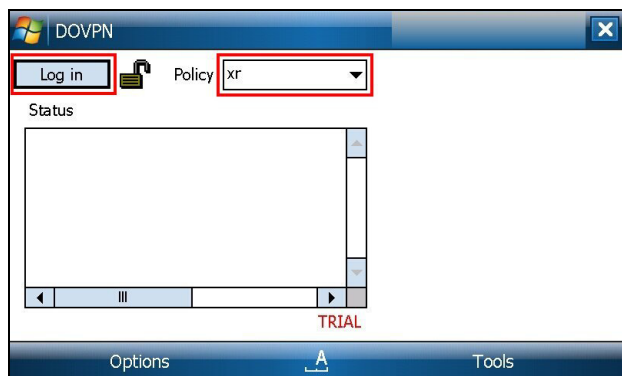 DOVPN
Log in Policy xr
Status
TRIAL
Options A Tools